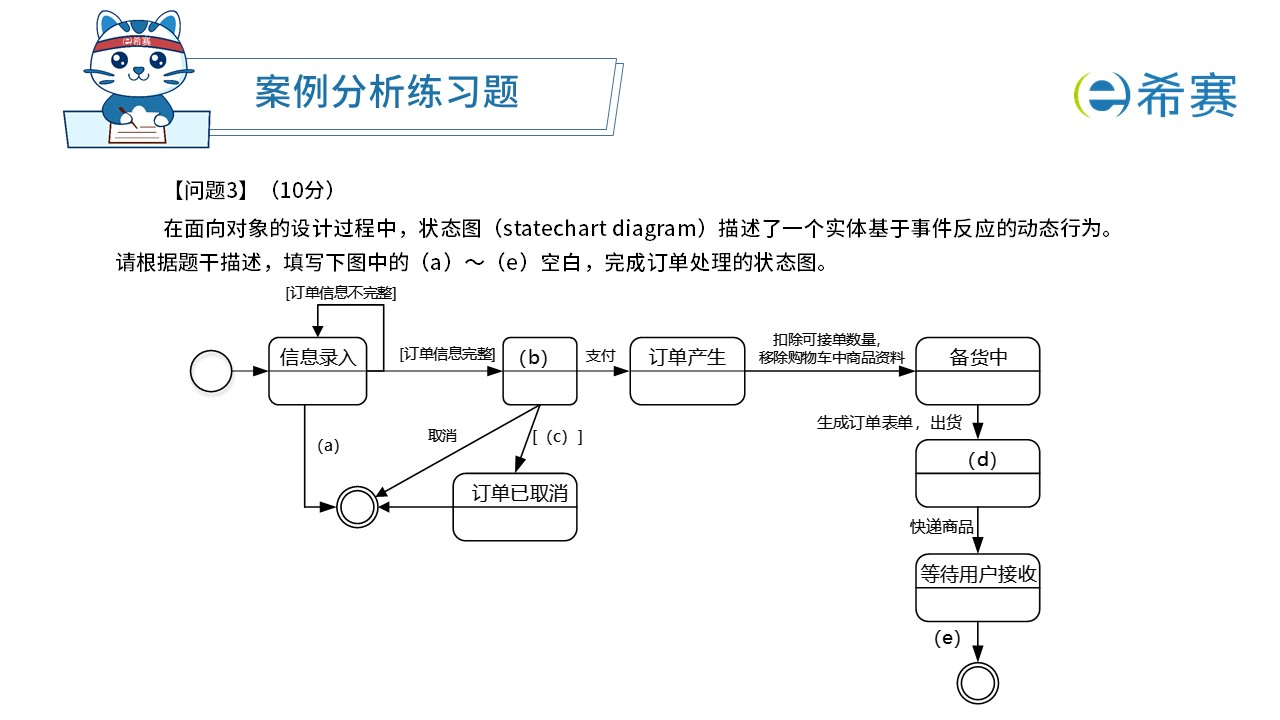 希赛
案例分析练习题
希赛
【问题3】（10分）
在面向对象的设计过程中，状态图（statechart diagram）描述了一个实体基于事件反应的动态行为。
请根据题干描述，填写下图中的（a）～（e）空白，完成订单处理的状态图。
[订单信息不完整]
信息录入
[订单信息完整]
（b）
支付
订单产生
扣除可接单数量，
移除购物车中商品资料
备货中
（a）
取消
[（c）]
订单已取消
生成订单表单，出货
（d）
快递商品
等待用户接收
（e）